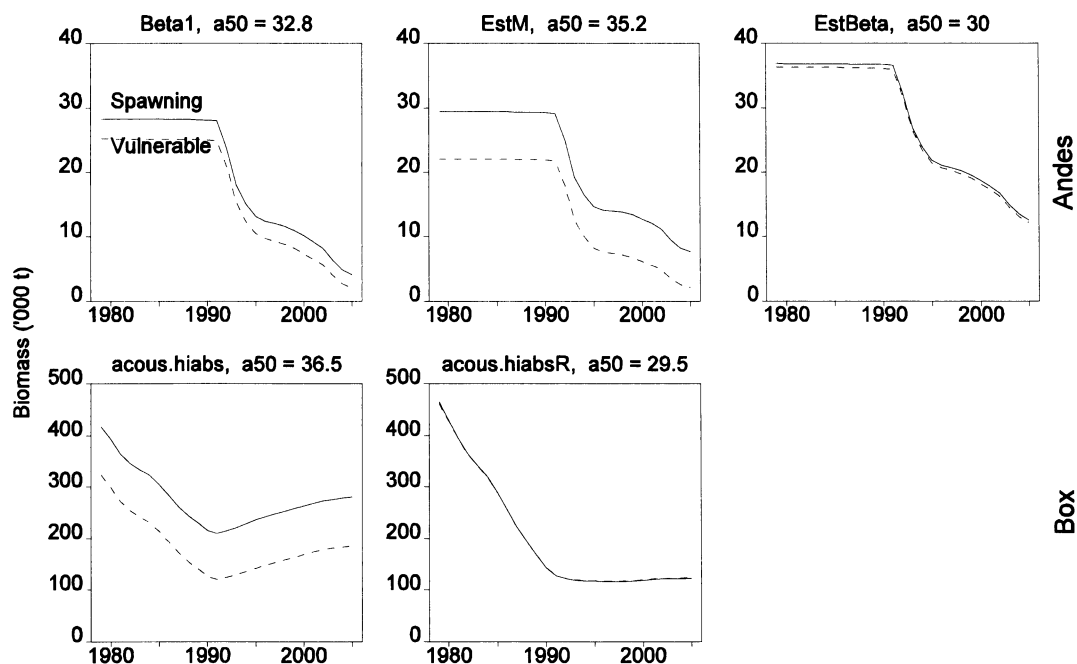 Beta1, a50 = 32.8
EstM, a50 = 35.2
EstBeta, a50 = 30
40
30
20
10
0
Spawning
Vulnerable
1980 1990 2000
40
30
20
10
0
1980 1990 2000
40
30
20
10
0
1980 1990 2000
Andes
Biomass ('000 t)
acous.hiabs, a50 = 36.5
acous.hiabsR, a50 = 29.5
500
400
300
200
100
0
1980 1990 2000
500
400
300
200
100
0
1980 1990 2000
Box